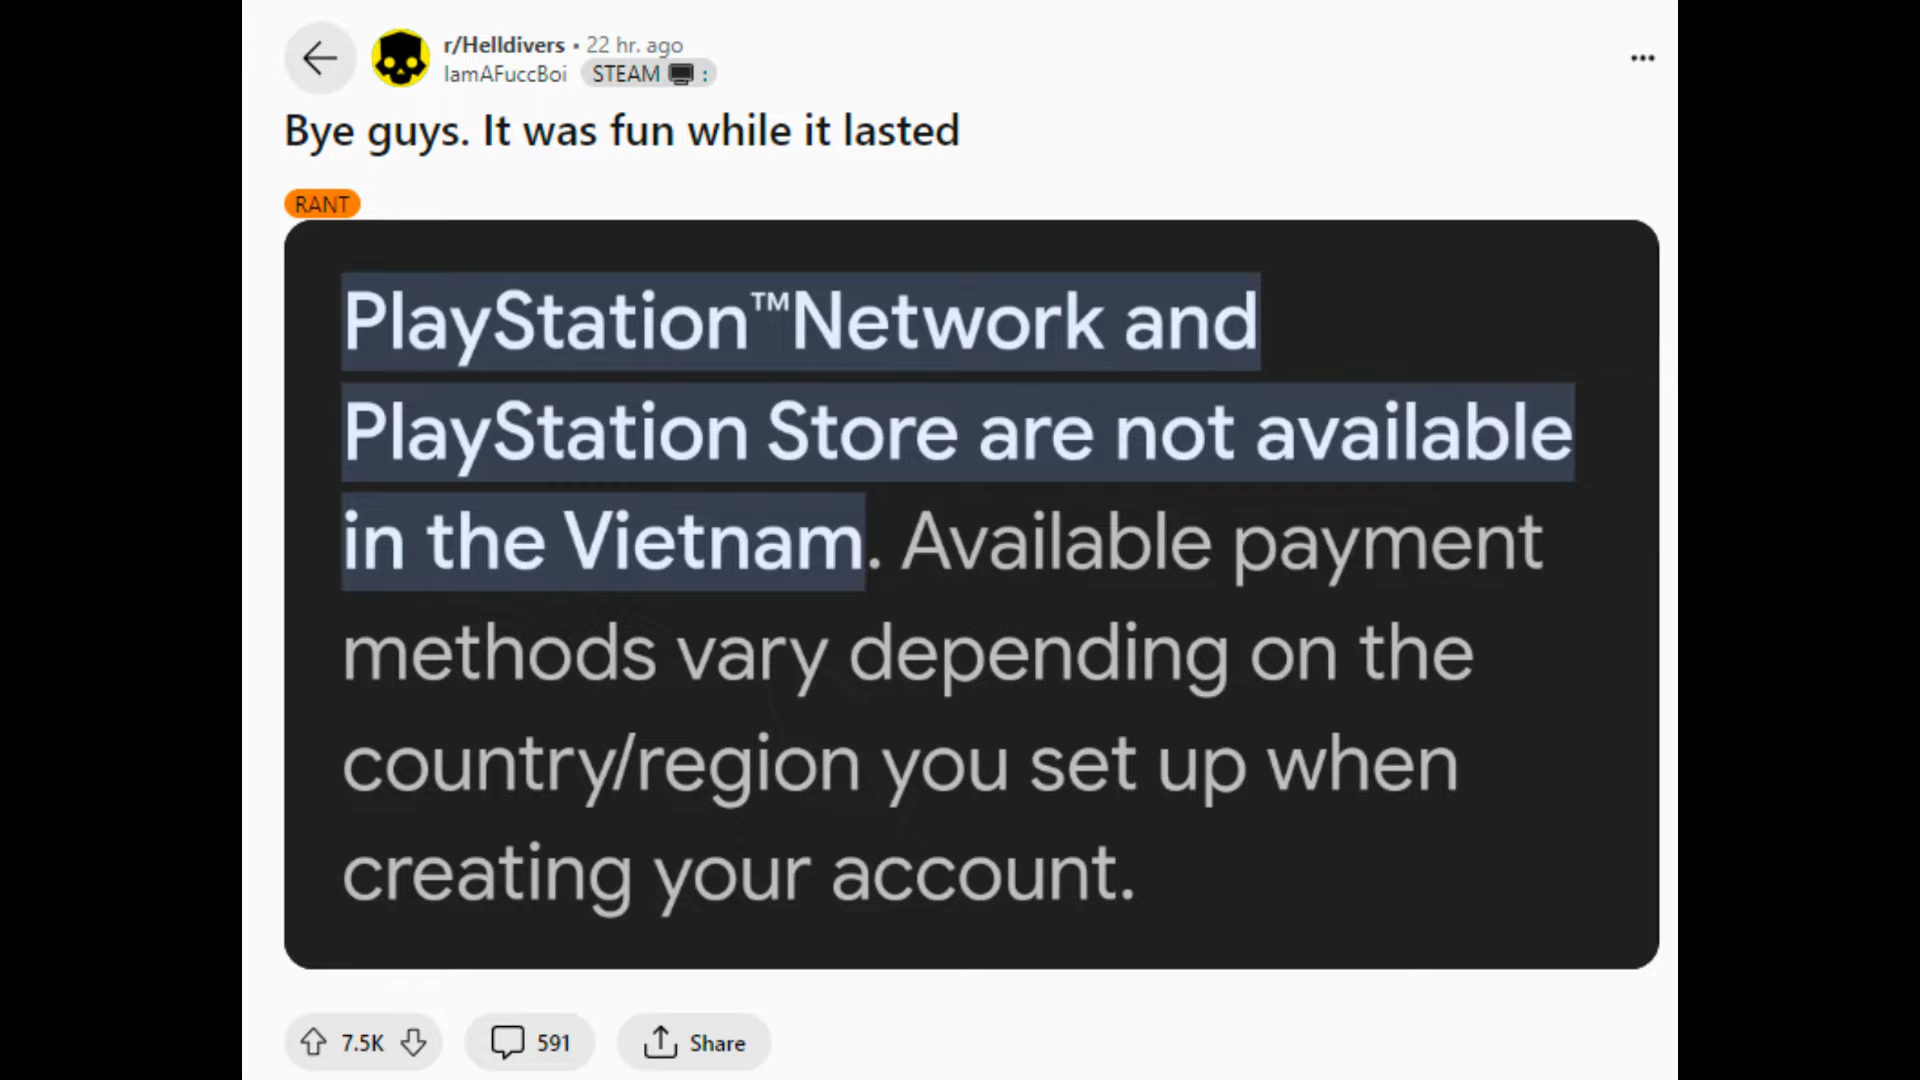 r/Helldivers • 22 hr. ago
IamAFuccBoi STEAM :
Bye guys. It was fun while it lasted
RANT
PlayStation™Network and
PlayStation Store are not available
in the Vietnam. Available payment
methods vary depending on the
country/region you set up when
creating your account.
7.5K 591 Share